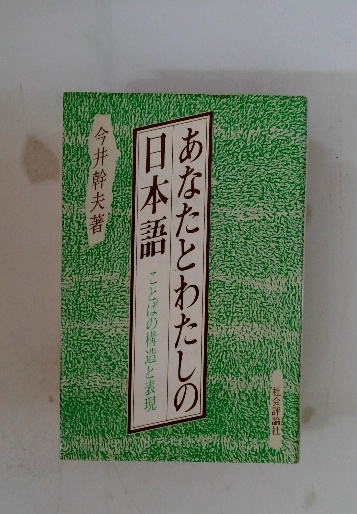 あなたとわたしの
日本語
ことばの構造と表現
今井幹夫著
社会評論社